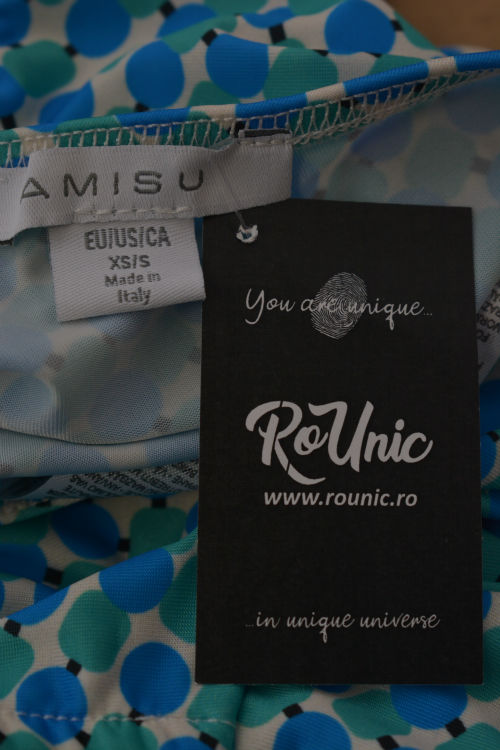 AMISU
EU/US/CA
XS/S
Made in
Italy
You are unique...
RoUnic
www.rounic.ro
...in unique universe